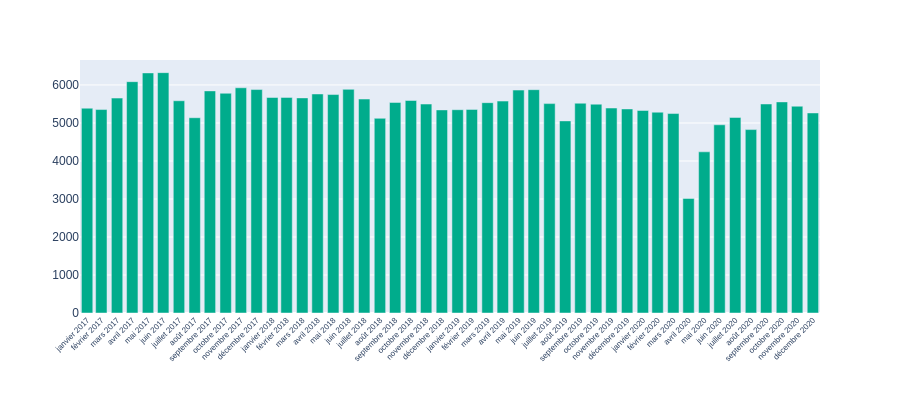 6000
5000
4000
3000
2000
1000
0
janvier 2017
février 2017
mars 2017
avril 2017
mai 2017
juin 2017
juillet 2017
août 2017
septembre 2017
octobre 2017
novembre 2017
décembre 2017
janvier 2018
février 2018
mars 2018
avril 2018
mai 2018
juin 2018
juillet 2018
août 2018
septembre 2018
octobre 2018
novembre 2018
décembre 2018
janvier 2019
février 2019
mars 2019
avril 2019
mai 2019
juin 2019
juillet 2019
août 2019
septembre 2019
octobre 2019
novembre 2019
décembre 2019
janvier 2020
février 2020
mars 2020
avril 2020
mai 2020
juin 2020
juillet 2020
août 2020
septembre 2020
octobre 2020
novembre 2020
décembre 2020